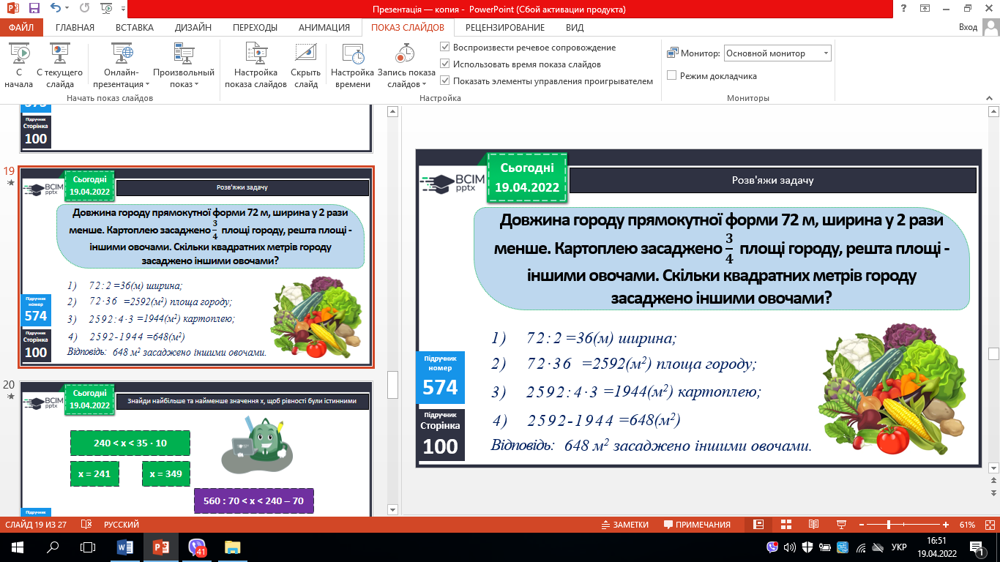 Презентація — копия - PowerPoint (Сбой активации продукта)
ФАЙЛ ГЛАВНАЯ ВСТАВКА ДИЗАЙН ПЕРЕХОДЫ АНИМАЦИЯ ПОКАЗ СЛАЙДОВ РЕЦЕНЗИРОВАНИЕ ВИД Вход
С начала
С текущего слайда
Онлайн-презентация
Произвольный показ
Начать показ слайдов
Настройка показа слайдов
Скрыть слайд
Настройка времени
Запись показа слайдов
Воспроизвести речевое сопровождение
Использовать время показа слайдов
Показать элементы управления проигрывателем
Настройка
Монитор: Основной монитор
Режим докладчика
Мониторы
Підручник
Сторінка
100
19
BCIM
pptx
Сьогодні
19.04.2022
Розв'яжи задачу
Довжина городу прямокутної форми 72 м, ширина у 2 рази
менше. Картоплею засаджено 3/4 площі городу, решта площі -
іншими овочами. Скільки квадратних метрів городу
засаджено іншими овочами?
1) 72:2=36(м) ширина;
2) 72·36 =2592(м²) площа городу;
3) 2592:4·3=1944(м²) картоплею;
4) 2592-1944=648(м²)
Відповідь: 648 м² засаджено іншими овочами.
Підручник
номер
574
Підручник
Сторінка
100
20
BCIM
pptx
Сьогодні
19.04.2022
Знайди найбільше та найменше значення х, щоб рівності були істинними
240 < x < 35 · 10
x = 241
x = 349
560 : 70 < x < 240 – 70
Підручник
BCIM
pptx
Сьогодні
19.04.2022
Розв'яжи задачу
Довжина городу прямокутної форми 72 м, ширина у 2 рази
менше. Картоплею засаджено 3/4 площі городу, решта площі -
іншими овочами. Скільки квадратних метрів городу
засаджено іншими овочами?
1) 72:2=36(м) ширина;
2) 72·36 =2592(м²) площа городу;
3) 2592:4·3=1944(м²) картоплею;
4) 2592-1944=648(м²)
Відповідь: 648 м² засаджено іншими овочами.
Підручник
номер
574
Підручник
Сторінка
100
СЛАЙД 19 ИЗ 27 РУССКИЙ ЗАМЕТКИ ПРИМЕЧАНИЯ 61%
41
УКР
16:51
19.04.2022
1